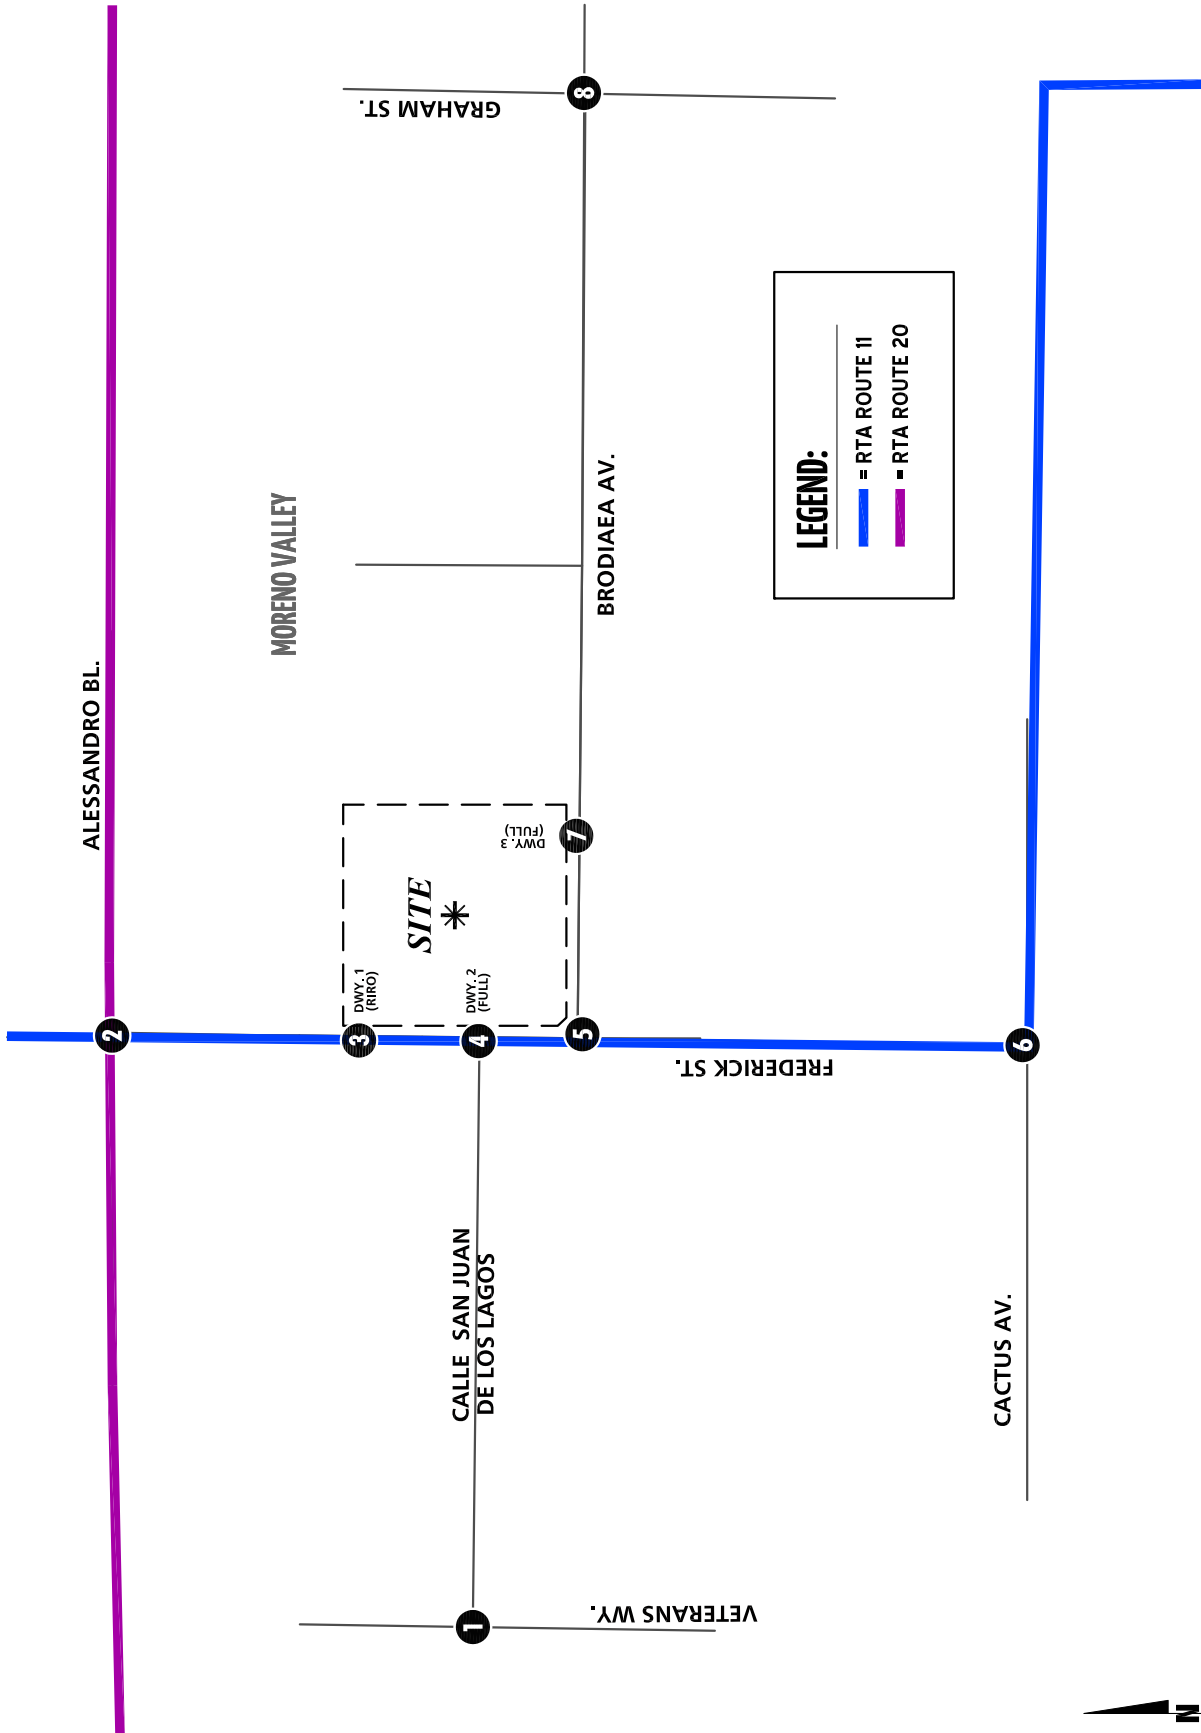 ALESSANDRO BL.
MORENO VALLEY
GRAHAM ST.
8
BRODIAEA AV.
LEGEND:
= RTA ROUTE 11
= RTA ROUTE 20
SITE
DWY. 1
(RIRO)
DWY. 2
(FULL)
DWY. 3
(FULL)
2
3
4
5
6
7
FREDERICK ST.
CALLE SAN JUAN
DE LOS LAGOS
CACTUS AV.
1
VETERANS WY.
N